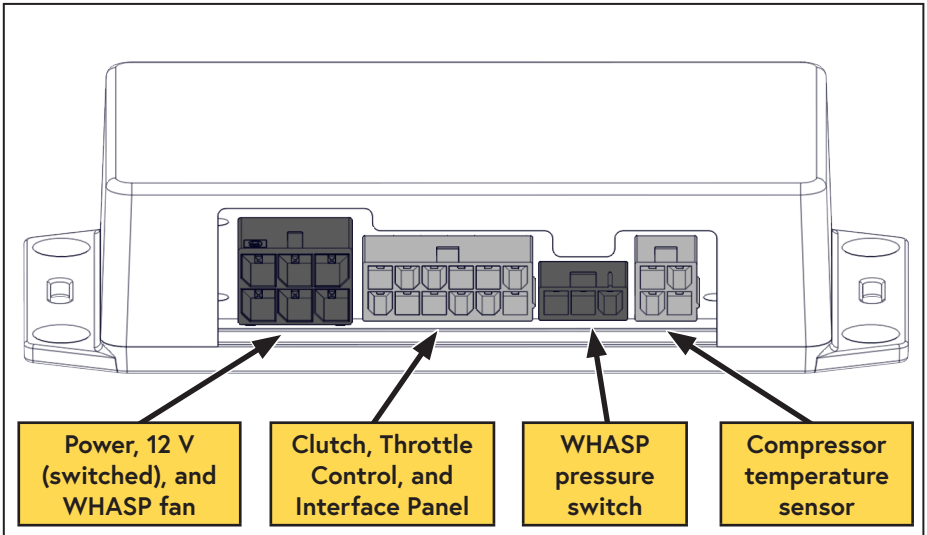 Power, 12 V
(switched), and
WHASP fan
Clutch, Throttle
Control, and
Interface Panel
WHASP
pressure
switch
Compressor
temperature
sensor